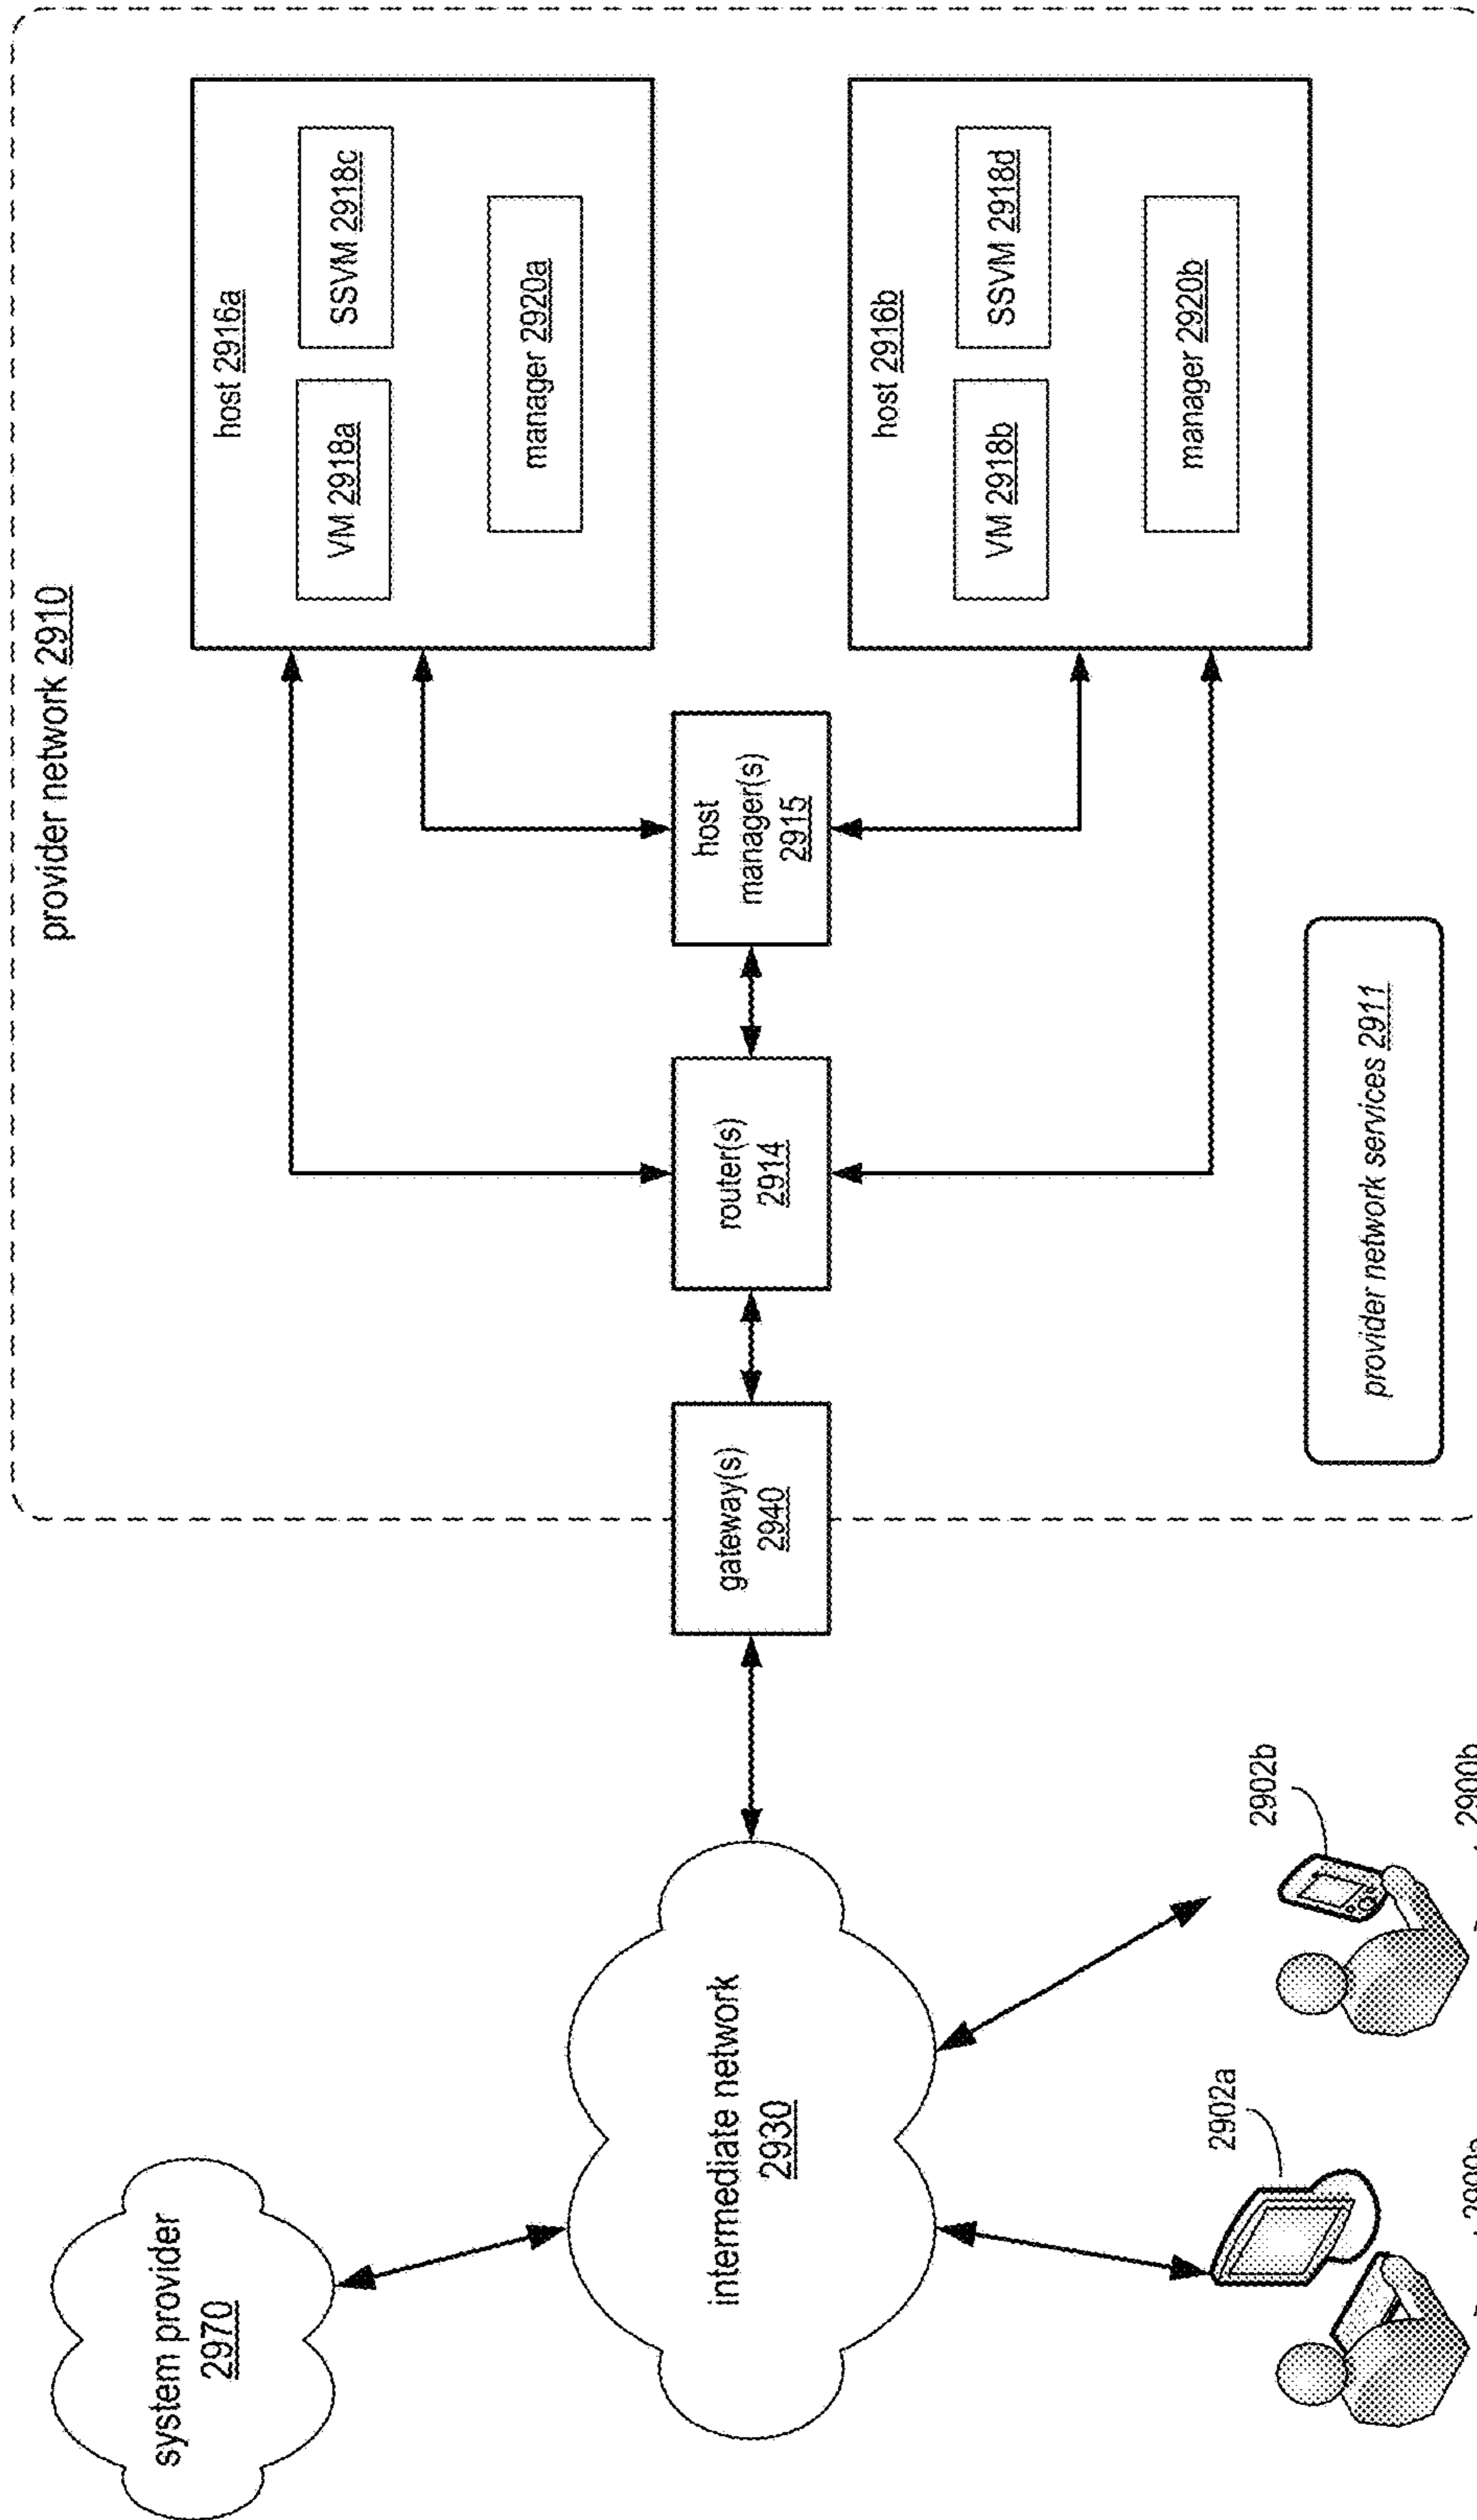 provider network 2910
host 2916a
VM 2918a
SSVM 2918c
manager 2920a
host 2916b
VM 2918b
SSVM 2918d
manager 2920b
host
manager(s)
2915
router(s)
2914
gateway(s)
2940
provider network services 2911
system provider
2970
intermediate network
2930
2902a
2902b
2900b